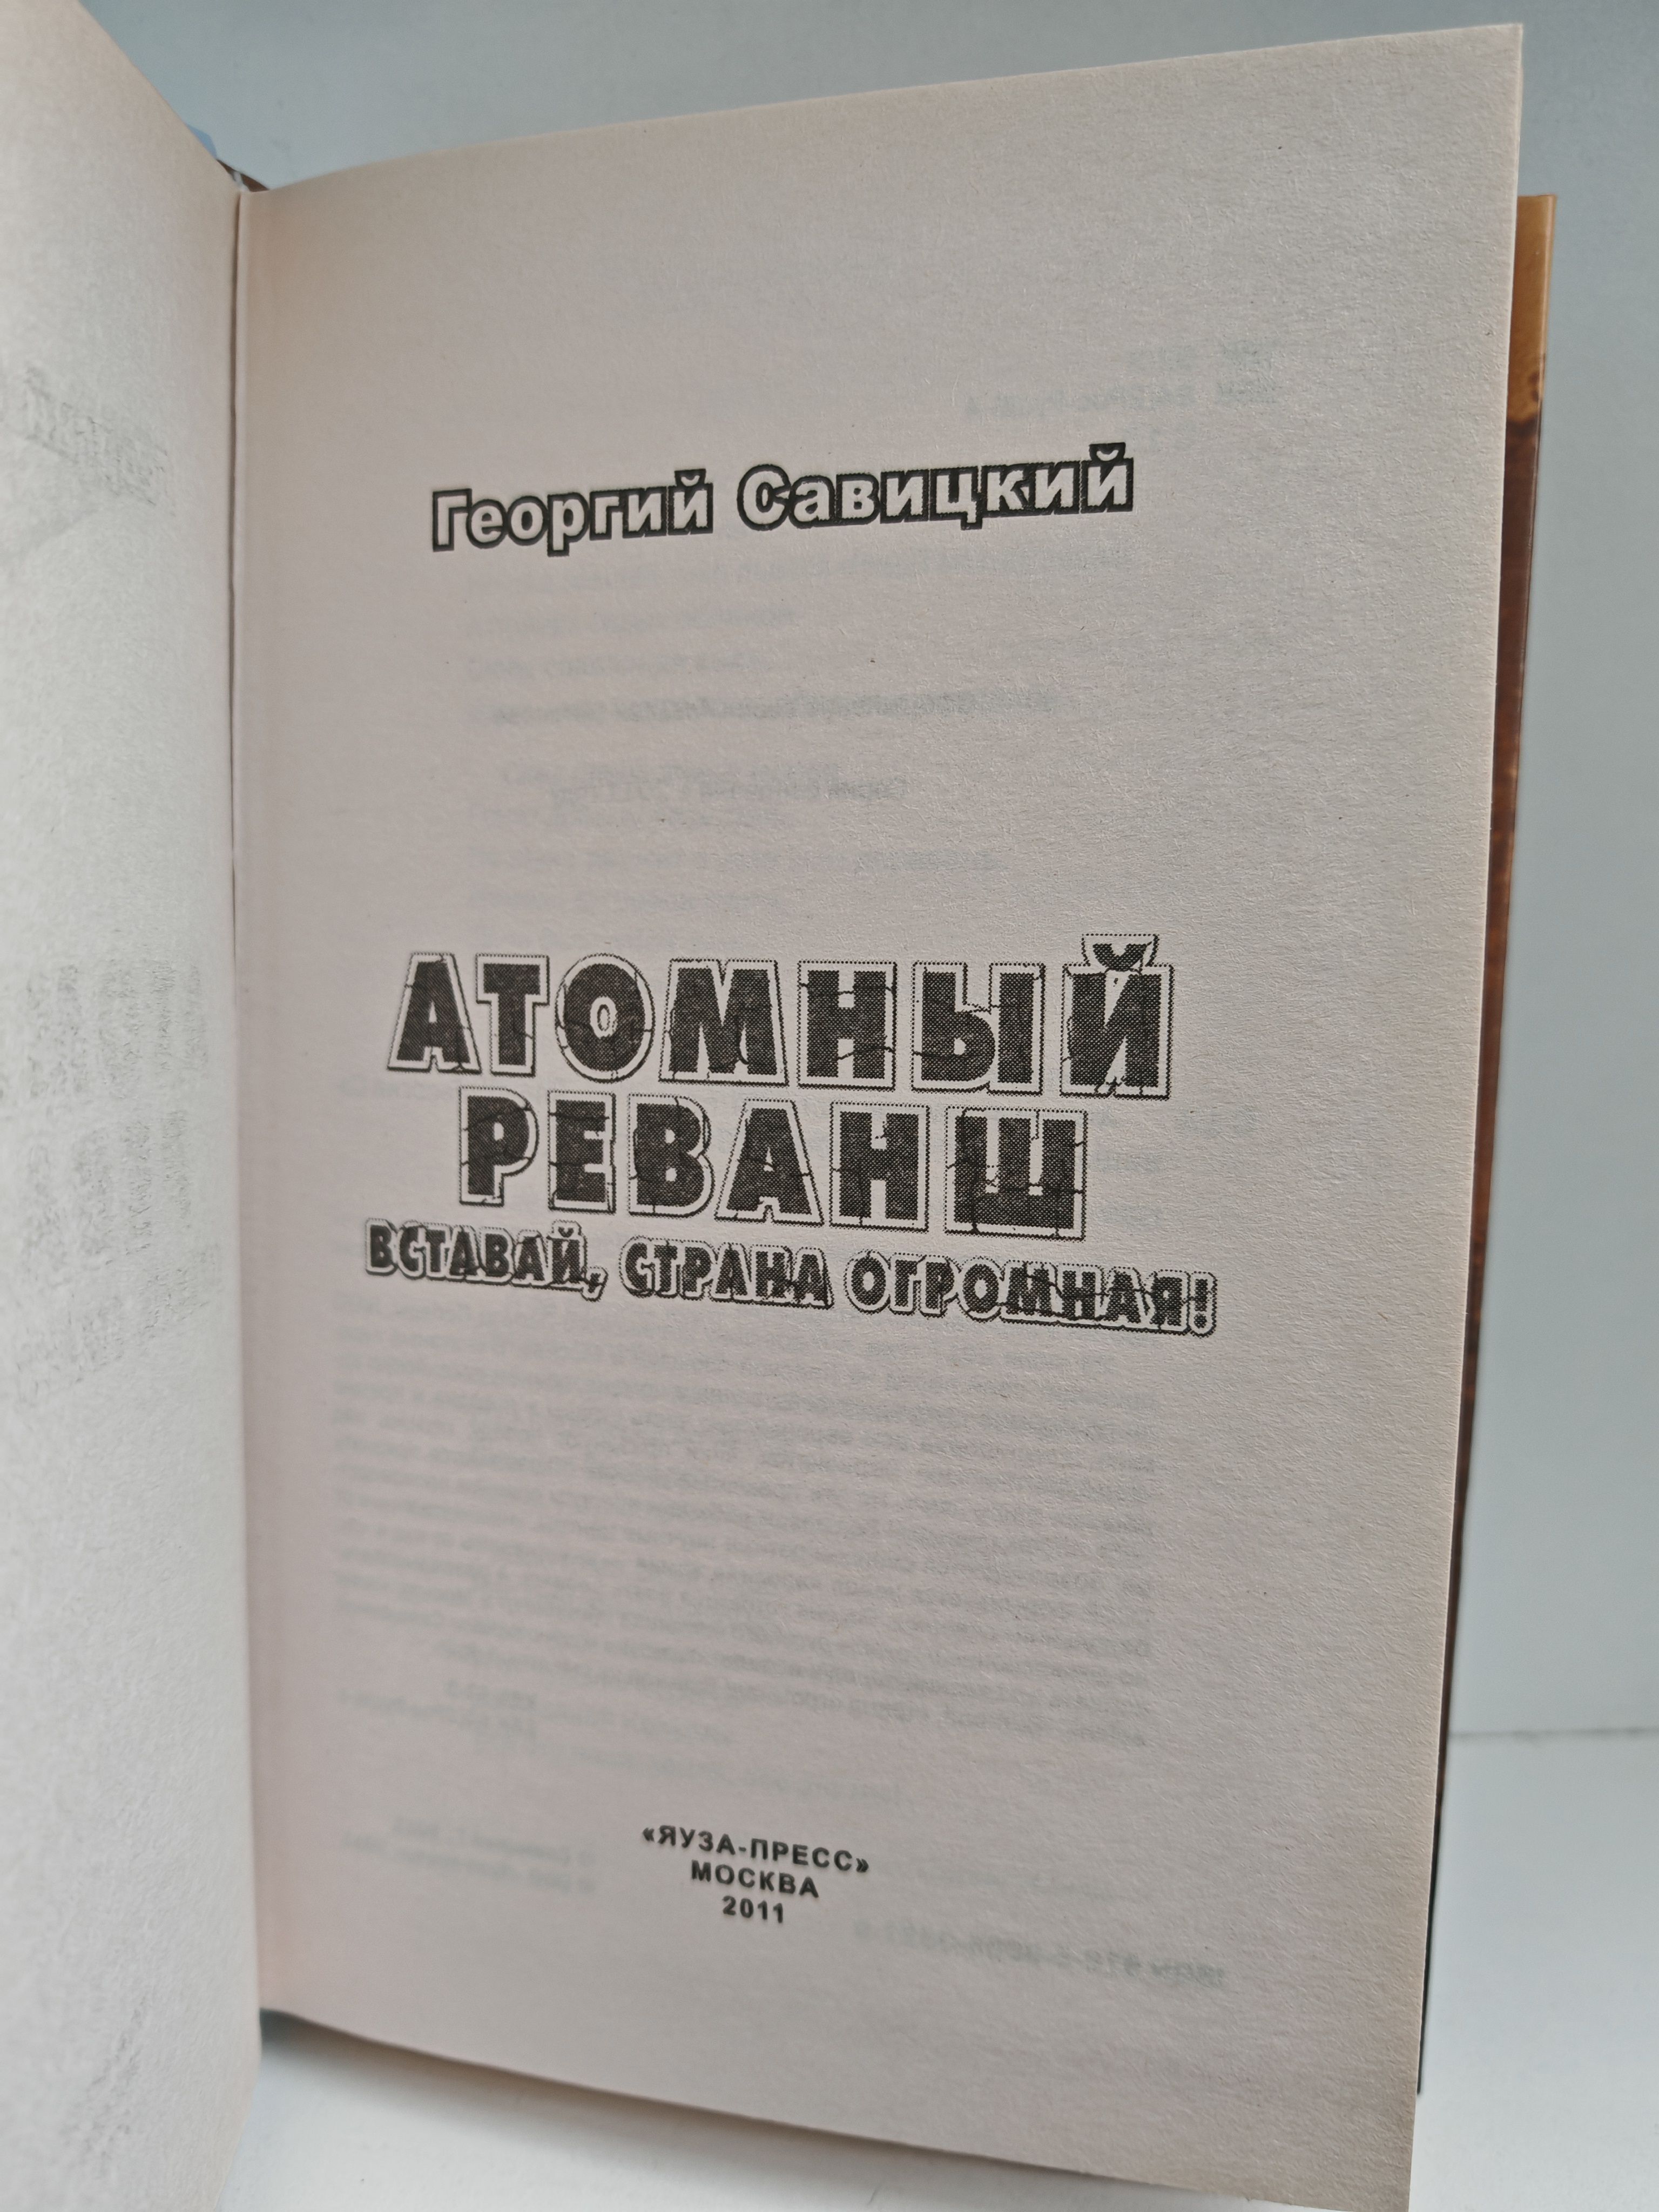 Георгий Савицкий
АТОМНЫЙ
РЕВАНШ
ВСТАВАЙ, СТРАНА ОГРОМНАЯ!
«ЯУЗА-ПРЕСС»
МОСКВА
2011